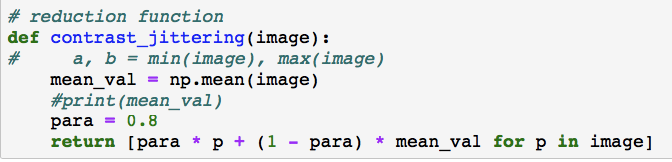 # reduction function
def contrast_jittering(image):
#     a, b = min(image), max(image)
    mean_val = np.mean(image)
    #print(mean_val)
    para = 0.8
    return [para * p + (1 - para) * mean_val for p in image]